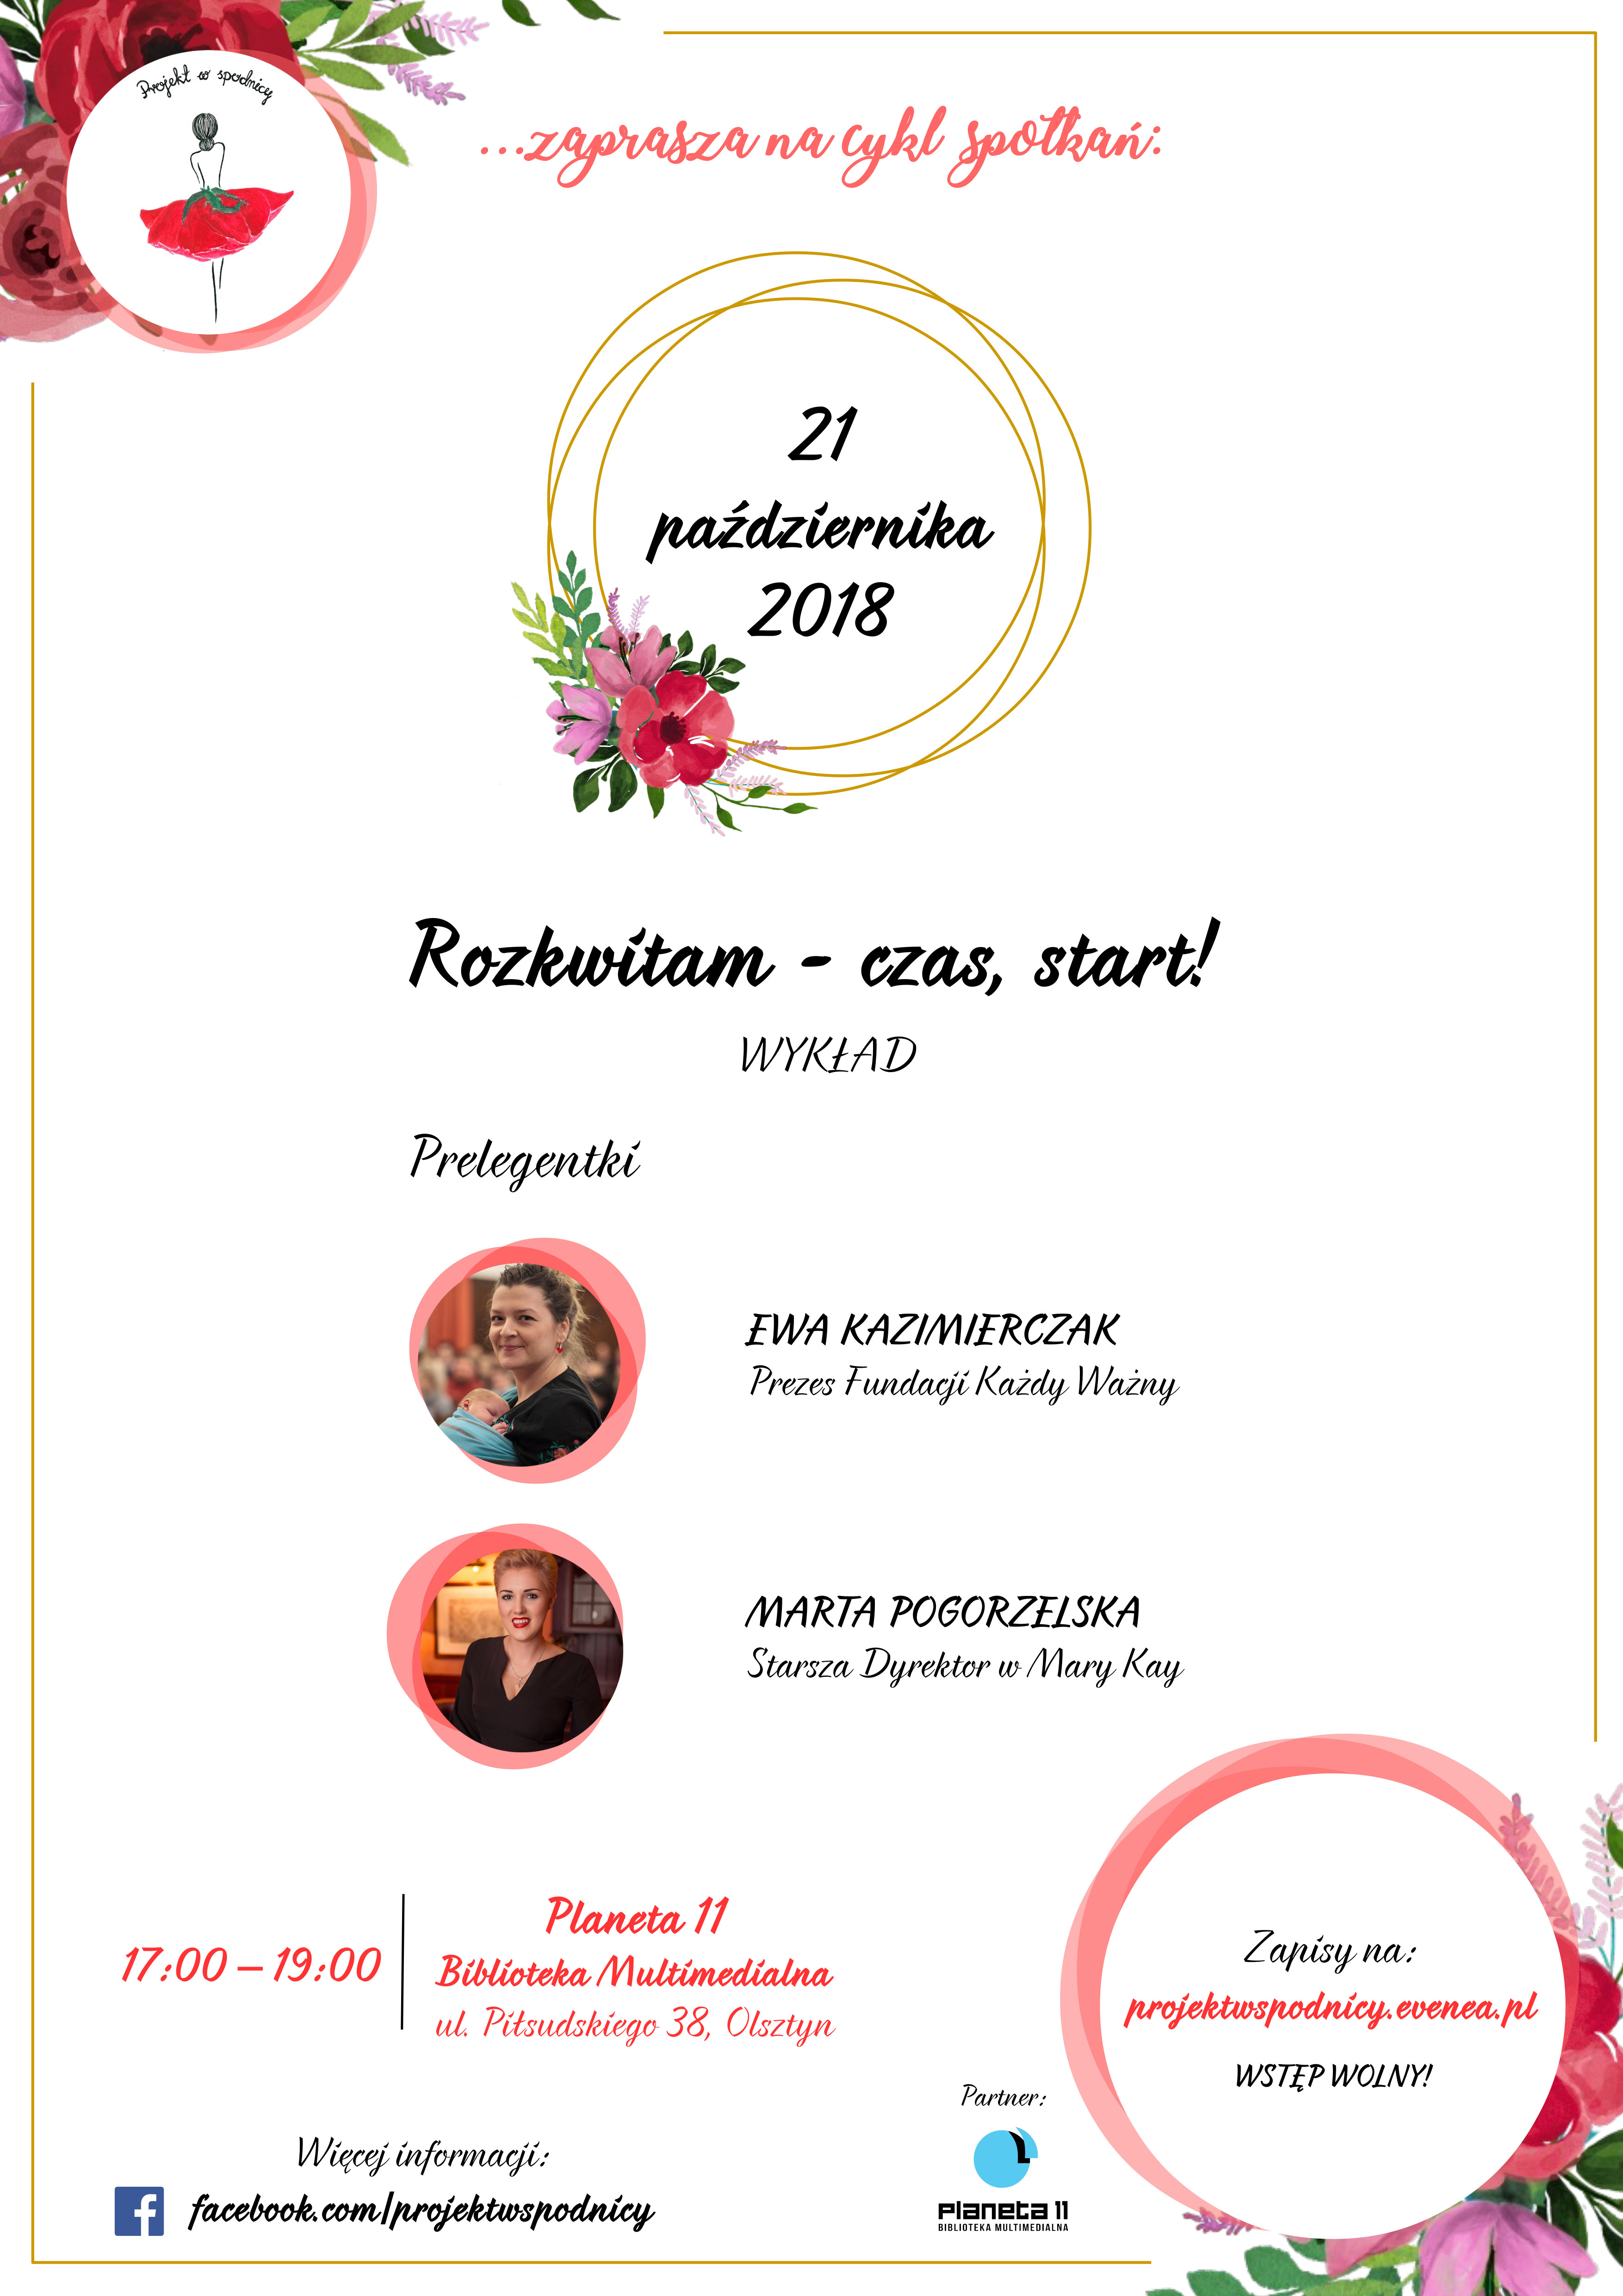 Projekt w spodnicy
...zaprasza na cykl spotkań:
21
października
2018
Rozkwitam - czas, start!
WYKŁAD
Prelegentki
EWA KAZIMIERCZAK
Prezes Fundacji Każdy Ważny
MARTA POGORZELSKA
Starsza Dyrektor w Mary Kay
17:00 – 19:00
Planeta 11
Biblioteka Multimedialna
ul. Piłsudskiego 38, Olsztyn
Zapisy na:
projektwspodnicy.evenea.pl
WSTĘP WOLNY!
Partner:
Planeta 11
BIBLIOTEKA MULTIMEDIALNA
Więcej informacji:
facebook.com/projektwspodnicy